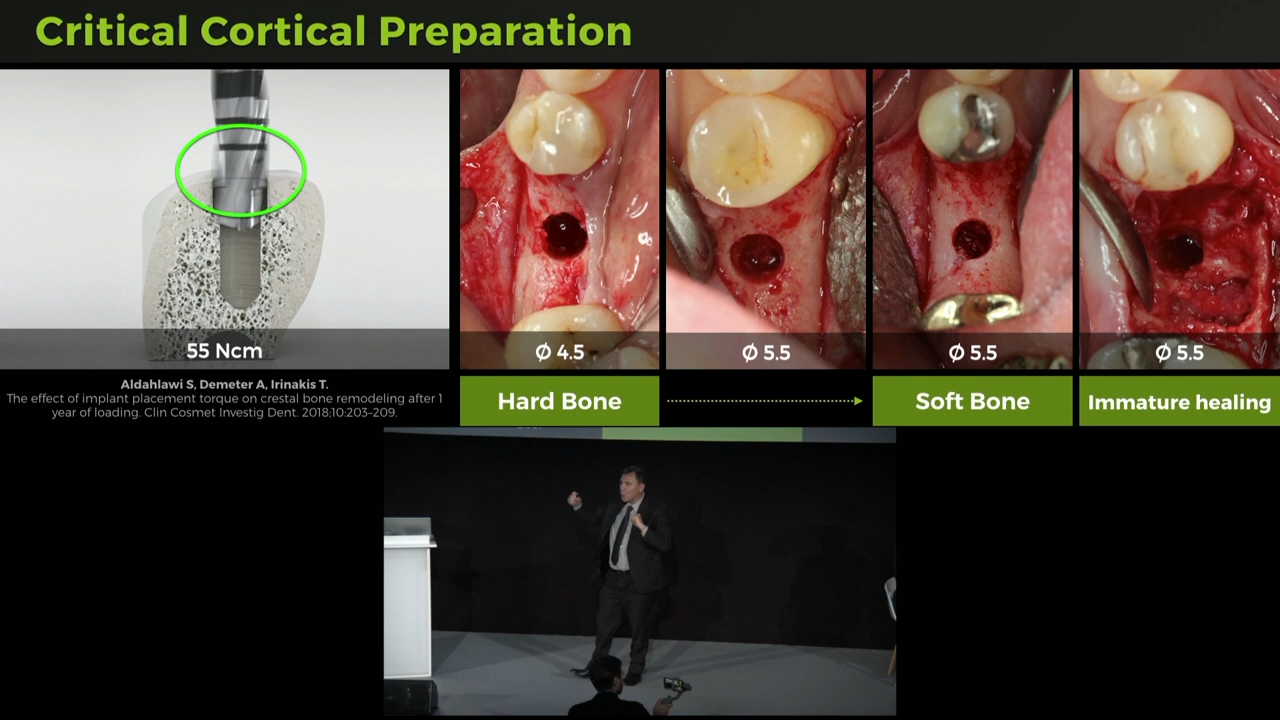 Critical Cortical Preparation
55 Ncm
Aldahlawi S, Demeter A, Irinakis T.
The effect of implant placement torque on crestal bone remodeling after 1
year of loading. Clin Cosmet Investig Dent. 2018;10:203-209.
Ø 4.5
Ø 5.5
Ø 5.5
Ø 5.5
Hard Bone
Soft Bone
Immature healing